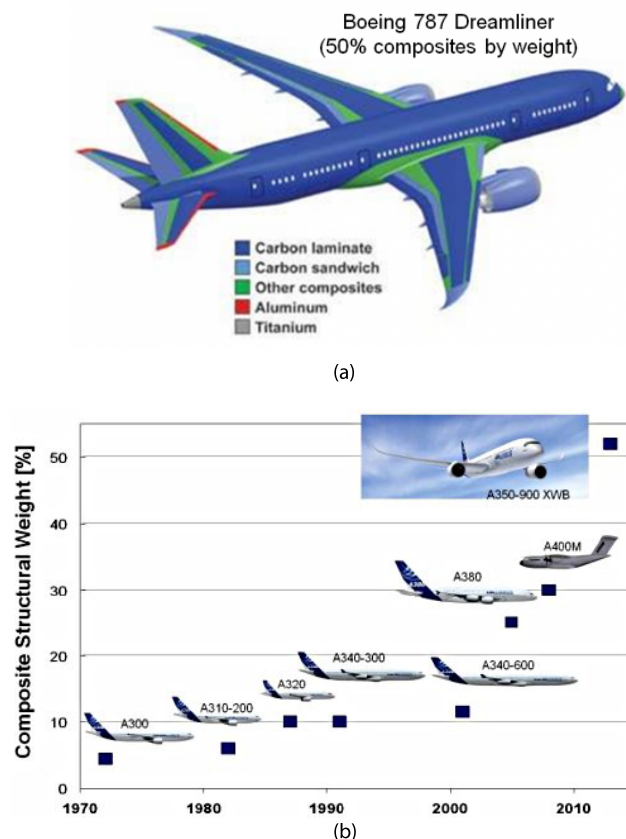 Boeing 787 Dreamliner
(50% composites by weight)
Carbon laminate
Carbon sandwich
Other composites
Aluminum
Titanium
(a)
Composite Structural Weight [%]
50
40
30
20
10
0
A350-900 XWB
A400M
A380
A340-300
A340-600
A320
A310-200
A300
1970
1980
1990
2000
2010
(b)